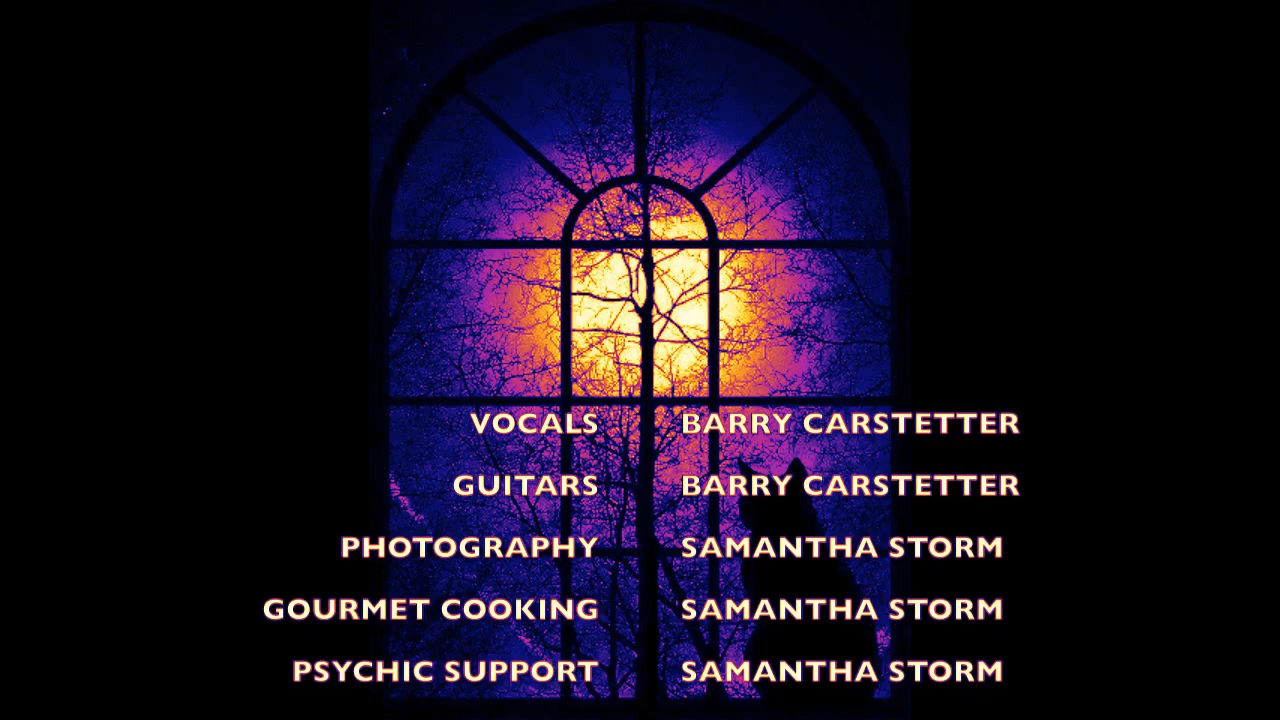 VOCALS BARRY CARSTETTER
GUITARS BARRY CARSTETTER
PHOTOGRAPHY SAMANTHA STORM
GOURMET COOKING SAMANTHA STORM
PSYCHIC SUPPORT SAMANTHA STORM